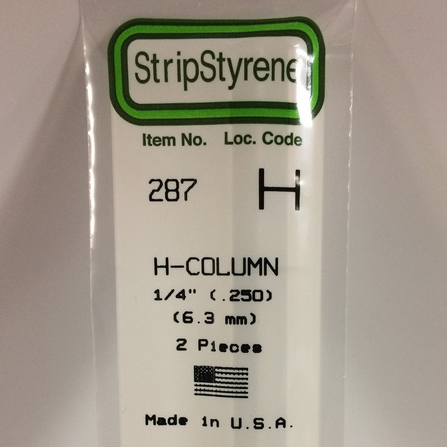 StripStyrene
Item No. Loc. Code
287 H
H-COLUMN
1/4" (.250)
(6.3 mm)
2 Pieces
Made in U.S.A.